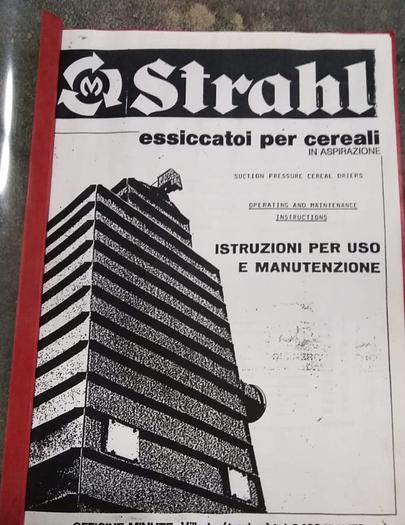 Strahl
essiccatoi per cereali
IN ASPIRAZIONE
SUCTION PRESSURE CEREAL DRIERS
OPERATING AND MAINTENANCE
INSTRUCTIONS
ISTRUZIONI PER USO
E MANUTENZIONE